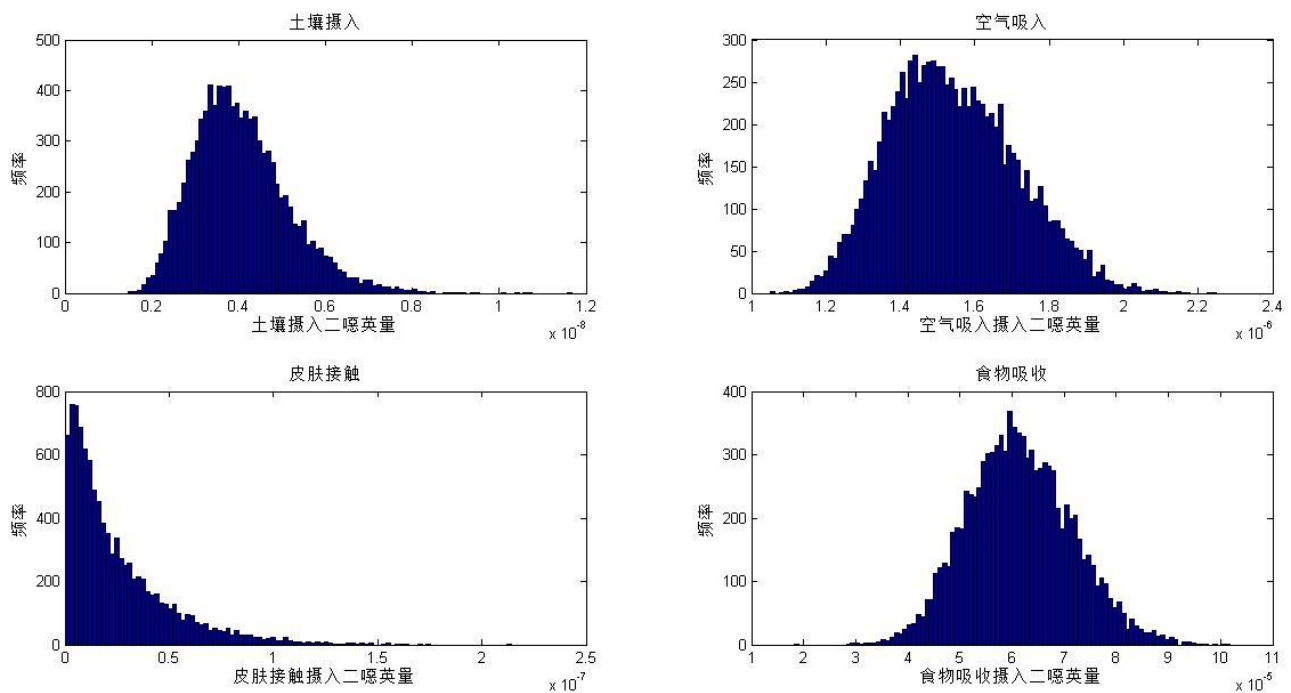 土壤摄入
500
400
300
200
100
0
频率
0 0.2 0.4 0.6 0.8 1 1.2
土壤摄入二噁英量
x 10-8
空气吸入
300
250
200
150
100
50
0
频率
1 1.2 1.4 1.6 1.8 2 2.2 2.4
空气吸入摄入二噁英量
x 10-6
皮肤接触
800
600
400
200
0
频率
0 0.5 1 1.5 2 2.5
皮肤接触摄入二噁英量
x 10-7
食物吸收
400
300
200
100
0
频率
1 2 3 4 5 6 7 8 9 10 11
食物吸收摄入二噁英量
x 10-5